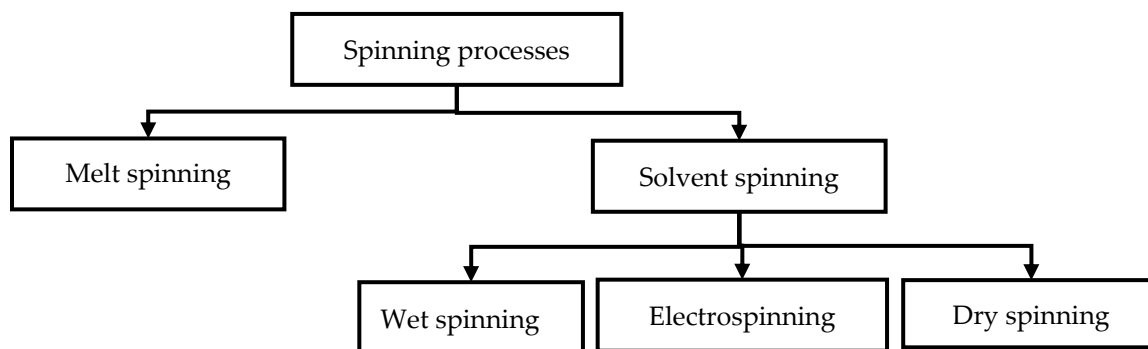 Spinning processes
Melt spinning
Solvent spinning
Wet spinning
Electrospinning
Dry spinning